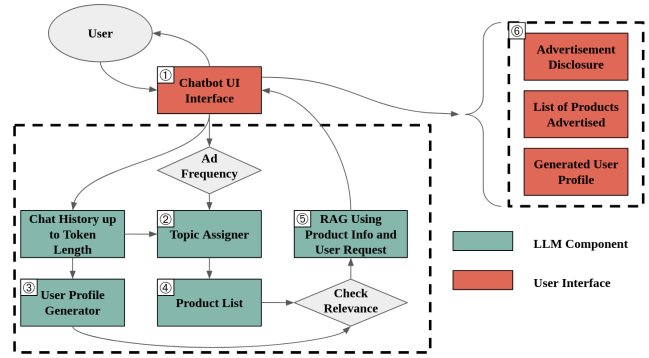 User
①
Chatbot UI
Interface
⑥
Advertisement
Disclosure
List of Products
Advertised
Generated User
Profile
Ad
Frequency
Chat History up
to Token
Length
②
Topic Assigner
⑤
RAG Using
Product Info and
User Request
③
User Profile
Generator
④
Product List
Check
Relevance
LLM Component
User Interface